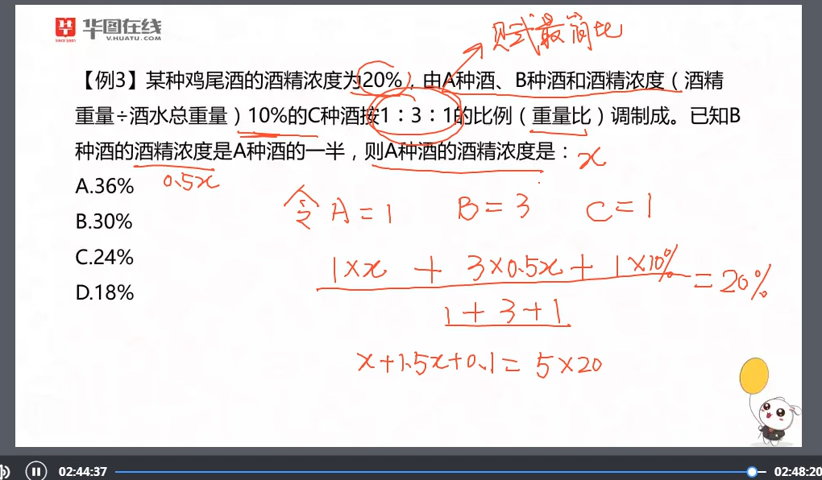 华图在线
V.HUATU.COM
见式最简比
【例3】某种鸡尾酒的酒精浓度为20%，由A种酒、B种酒和酒精浓度（酒精
重量÷酒水总重量）10%的C种酒按1：3：1的比例（重量比）调制成。已知B
种酒的酒精浓度是A种酒的一半，则A种酒的酒精浓度是： x
0.5x
A.36%
B.30%
C.24%
D.18%
令 A=1 B=3 C=1
1×x + 3×0.5x + 1×10%
= 20%
1+3+1
x+1.5x+0.1=5×20
02:44:37
02:48:20